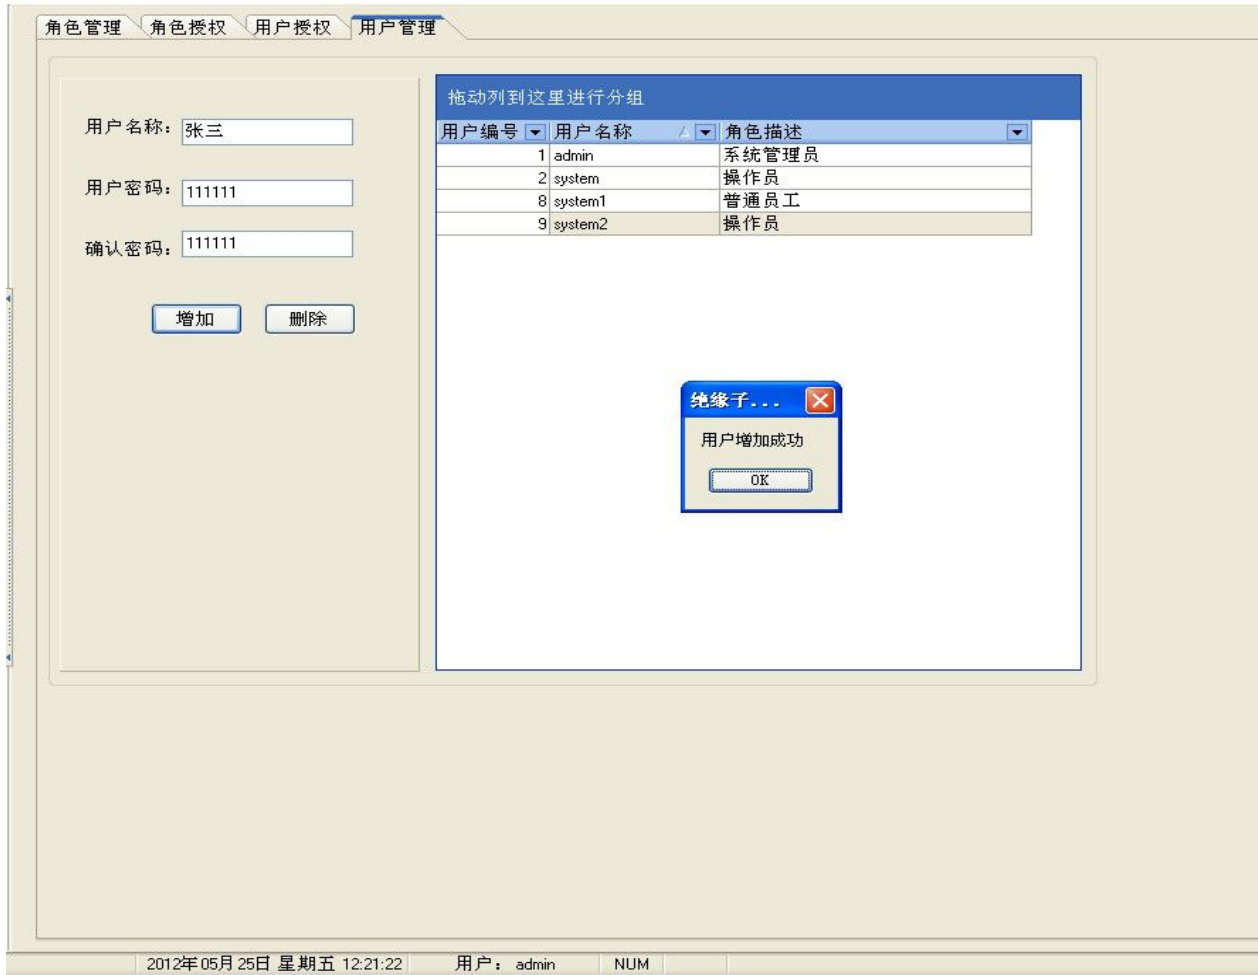 角色管理 角色授权 用户授权 用户管理
拖动列到这里进行分组
用户名称： 张三
用户密码： 111111
确认密码： 111111
增加 删除
用户编号 用户名称 角色描述
1 admin 系统管理员
2 system 操作员
8 system1 普通员工
9 system2 操作员
绝缘子...
用户增加成功
OK
2012年05月25日 星期五 12:21:22 用户： admin NUM